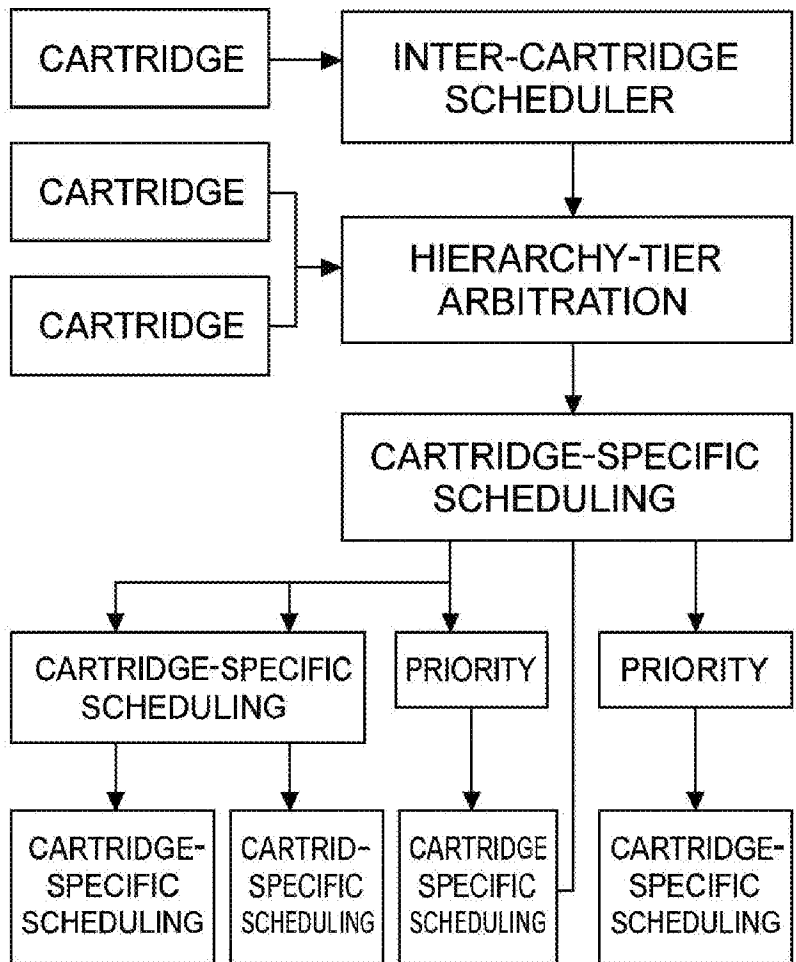 CARTRIDGE
INTER-CARTRIDGE
SCHEDULER
CARTRIDGE
CARTRIDGE
HIERARCHY-TIER
ARBITRATION
CARTRIDGE-SPECIFIC
SCHEDULING
CARTRIDGE-SPECIFIC
SCHEDULING
PRIORITY
PRIORITY
CARTRIDGE-
SPECIFIC
SCHEDULING
CARTRID-
SPECIFIC
SCHEDULING
CARTRIDGE
SPECIFIC
SCHEDULING
CARTRIDGE-
SPECIFIC
SCHEDULING